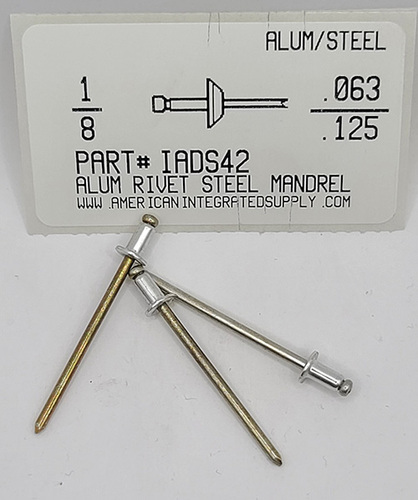 ALUM/STEEL
1/8
.063
.125
PART# IADS42
ALUM RIVET STEEL MANDREL
WWW.AMERICANINTEGRATEDSUPPLY.COM